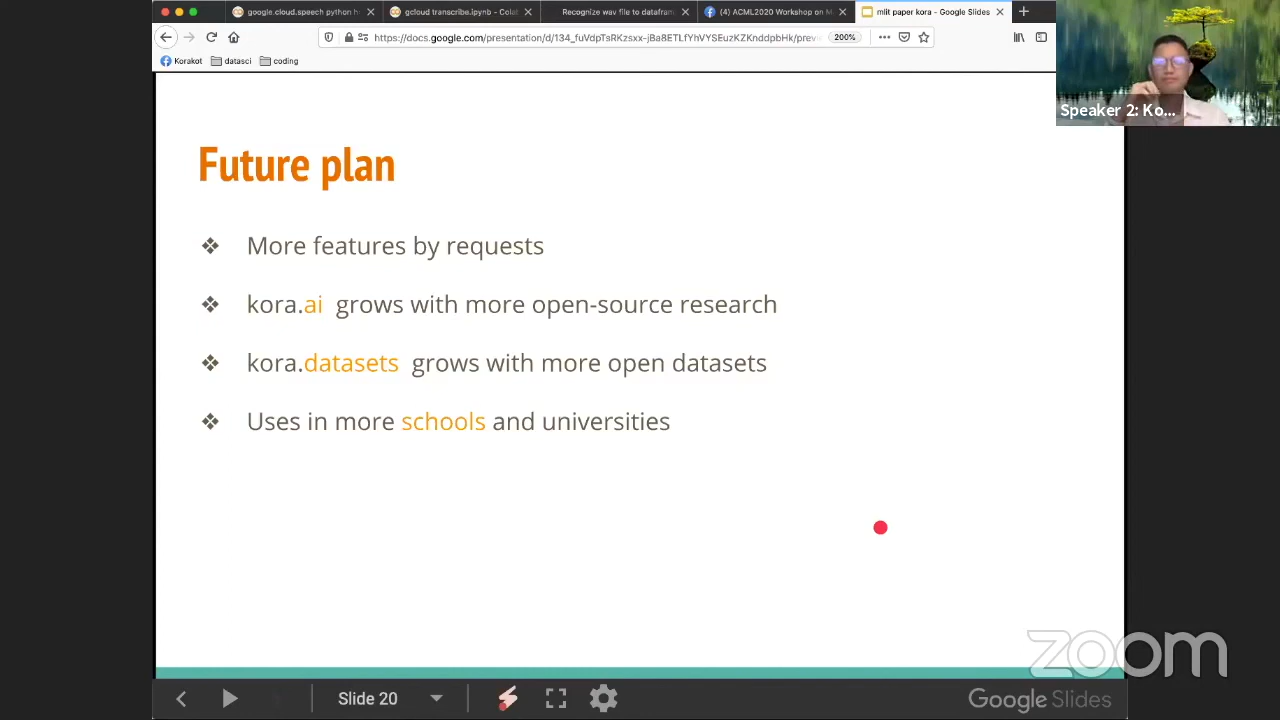 google.cloud.speech python h
gcloud transcribe.ipynb - Cola
Recognize wav file to datafram
(4) ACML2020 Workshop on M
mlit paper kora - Google Slides
https://docs.google.com/presentation/d/134_fuVdpTsRKzsxx-jBa8ETLfYhVYSEuzKZKnddpbHk/prev
200%
Korakot
datasci
coding
Speaker 2: Ko...
Future plan
❖ More features by requests
❖ kora.ai grows with more open-source research
❖ kora.datasets grows with more open datasets
❖ Uses in more schools and universities
zoom
Slide 20
Google Slides